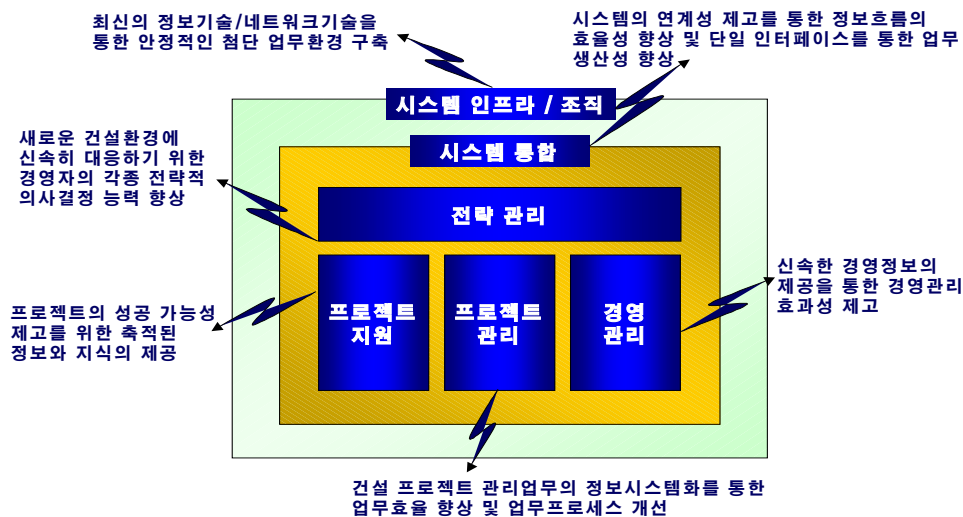 최신의 정보기술/네트워크기술을
통한 안정적인 첨단 업무환경 구축
시스템의 연계성 제고를 통한 정보흐름의
효율성 향상 및 단일 인터페이스를 통한 업무
생산성 향상
시스템 인프라 / 조직
시스템 통합
새로운 건설환경에
신속히 대응하기 위한
경영자의 각종 전략적
의사결정 능력 향상
전략 관리
신속한 경영정보의
제공을 통한 경영관리
효과성 제고
프로젝트의 성공 가능성
제고를 위한 축적된
정보와 지식의 제공
프로젝트
지원
프로젝트
관리
경영
관리
건설 프로젝트 관리업무의 정보시스템화를 통한
업무효율 향상 및 업무프로세스 개선